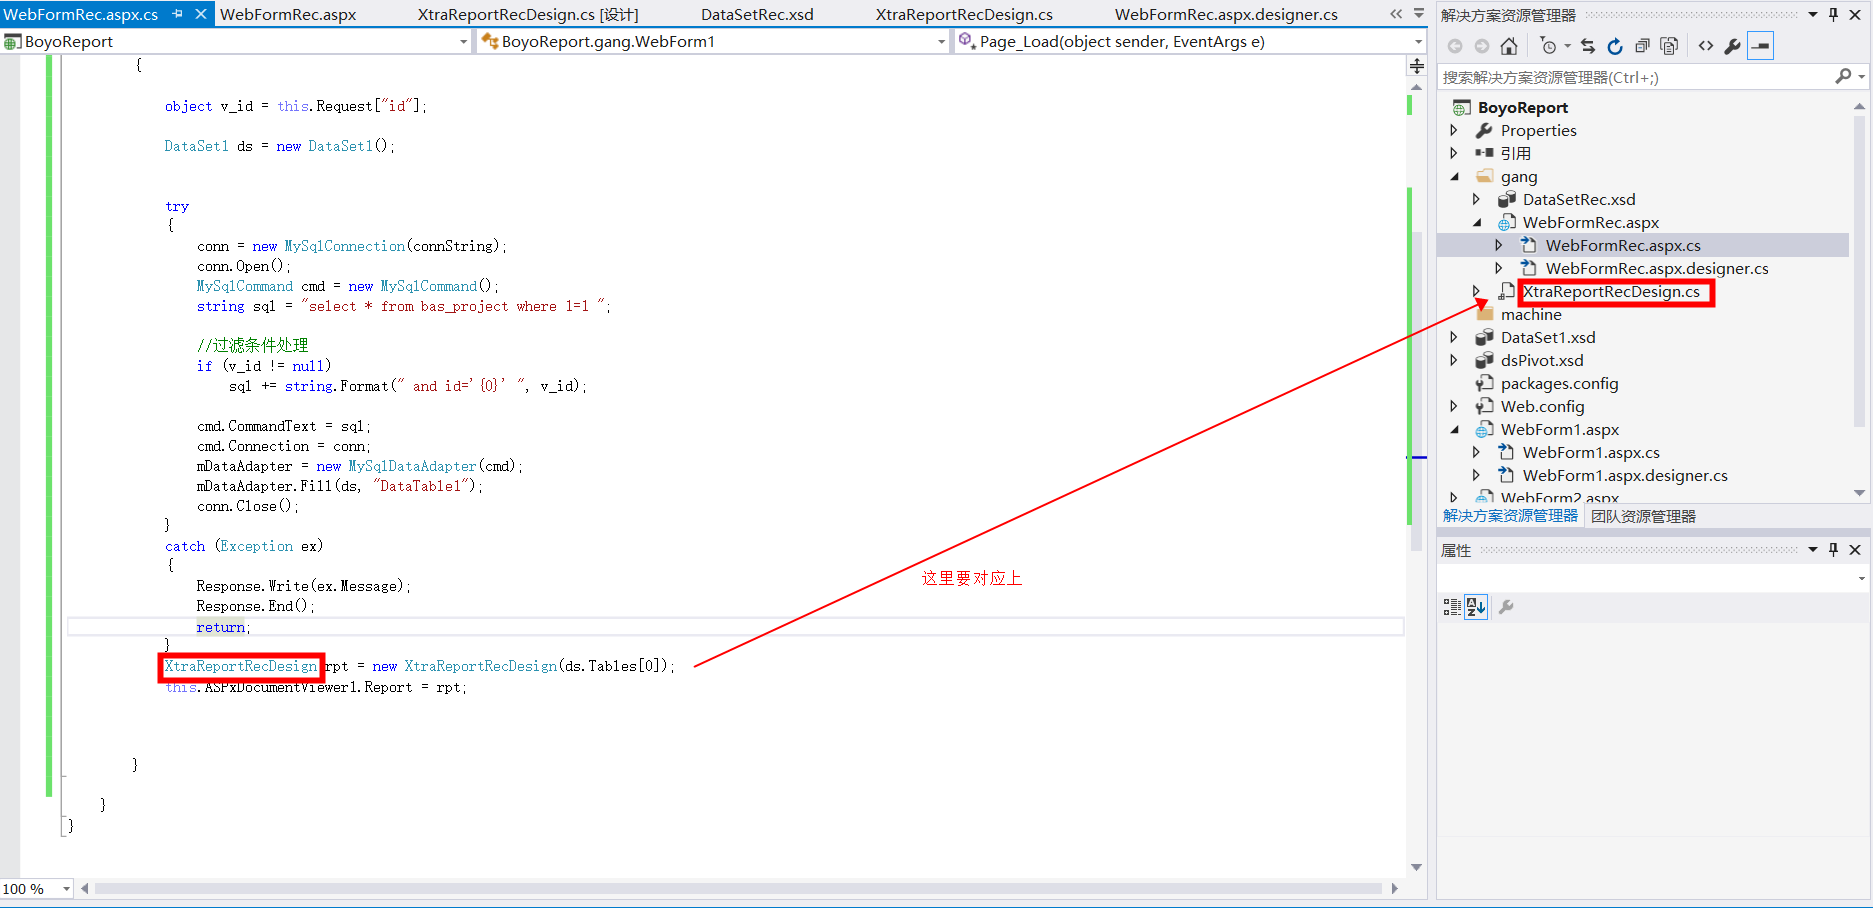 WebFormRec.aspx.cs WebFormRec.aspx XtraReportRecDesign.cs [设计] DataSetRec.xsd XtraReportRecDesign.cs WebFormRec.aspx.designer.cs
BoyoReport BoyoReport.gang.WebForm1 Page_Load(object sender, EventArgs e)
{
object v_id = this.Request["id"];
DataSet1 ds = new DataSet1();
try
{
conn = new MySqlConnection(connString);
conn.Open();
MySqlCommand cmd = new MySqlCommand();
string sql = "select * from bas_project where 1=1 ";
//过滤条件处理
if (v_id != null)
sql += string.Format(" and id='{0}' ", v_id);
cmd.CommandText = sql;
cmd.Connection = conn;
mDataAdapter = new MySqlDataAdapter(cmd);
mDataAdapter.Fill(ds, "DataTable1");
conn.Close();
}
catch (Exception ex)
{
Response.Write(ex.Message);
Response.End();
return;
}
XtraReportRecDesign rpt = new XtraReportRecDesign(ds.Tables[0]);
this.ASPxDocumentViewer1.Report = rpt;
}
}
}
这里要对应上
100 %
解决方案资源管理器
搜索解决方案资源管理器(Ctrl+;)
BoyoReport
Properties
引用
gang
DataSetRec.xsd
WebFormRec.aspx
WebFormRec.aspx.cs
WebFormRec.aspx.designer.cs
XtraReportRecDesign.cs
machine
DataSet1.xsd
dsPivot.xsd
packages.config
Web.config
WebForm1.aspx
WebForm1.aspx.cs
WebForm1.aspx.designer.cs
WebForm2.aspx
解决方案资源管理器 团队资源管理器
属性